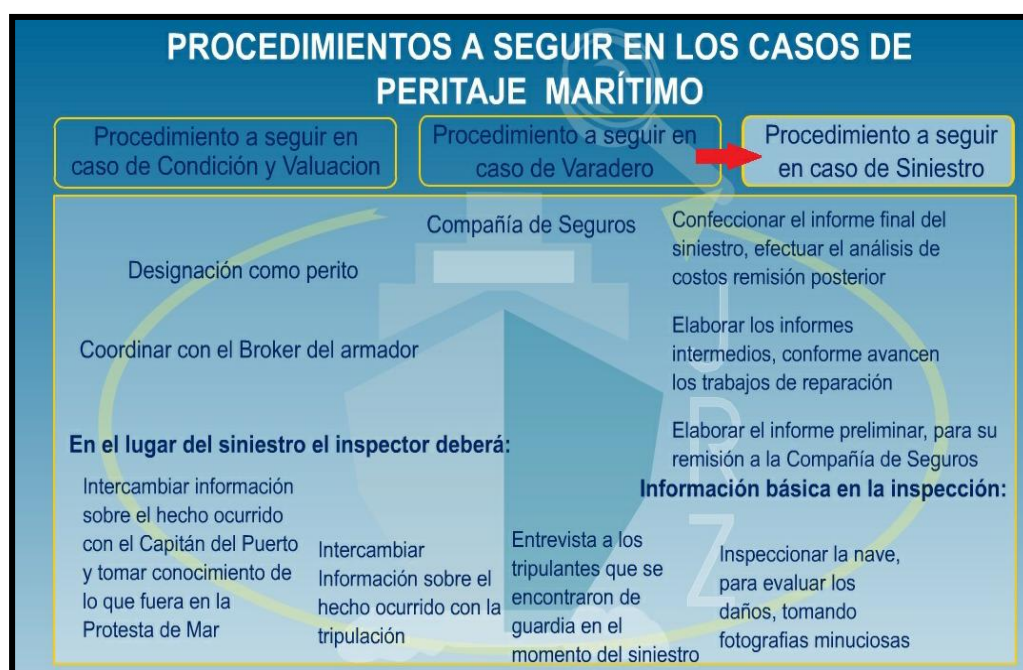 PROCEDIMIENTOS A SEGUIR EN LOS CASOS DE
PERITAJE MARÍTIMO
Procedimiento a seguir en
caso de Condición y Valuacion
Procedimiento a seguir en
caso de Varadero
Procedimiento a seguir
en caso de Siniestro
Compañía de Seguros
Designación como perito
Coordinar con el Broker del armador
Confeccionar el informe final del
siniestro, efectuar el análisis de
costos remisión posterior
Elaborar los informes
intermedios, conforme avancen
los trabajos de reparación
Elaborar el informe preliminar, para su
remisión a la Compañía de Seguros
En el lugar del siniestro el inspector deberá:
Intercambiar información
sobre el hecho ocurrido
con el Capitán del Puerto
y tomar conocimiento de
lo que fuera en la
Protesta de Mar
Intercambiar
Información sobre el
hecho ocurrido con la
tripulación
Información básica en la inspección:
Entrevista a los
tripulantes que se
encontraron de
guardia en el
momento del siniestro
Inspeccionar la nave,
para evaluar los
daños, tomando
fotografias minuciosas
J
R
Z